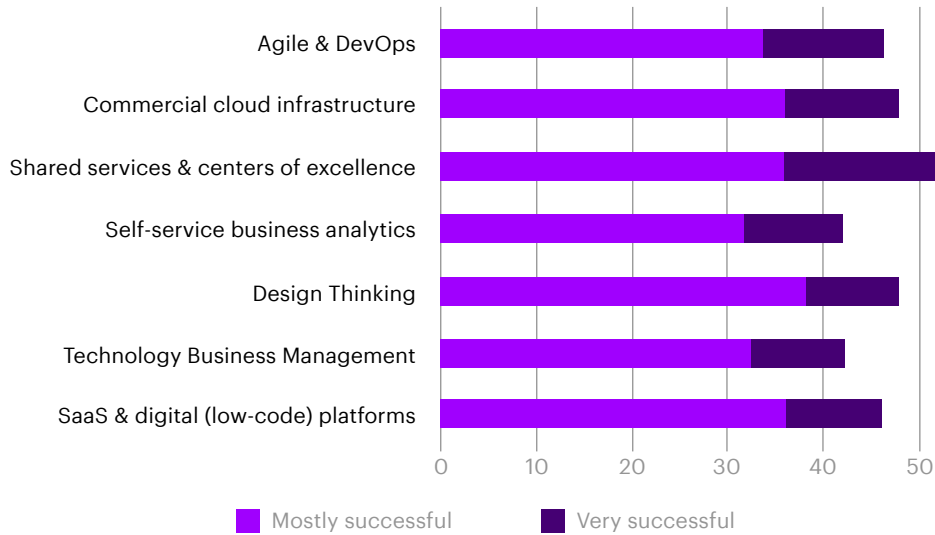 Agile & DevOps
Commercial cloud infrastructure
Shared services & centers of excellence
Self-service business analytics
Design Thinking
Technology Business Management
SaaS & digital (low-code) platforms
0 10 20 30 40 50
Mostly successful Very successful